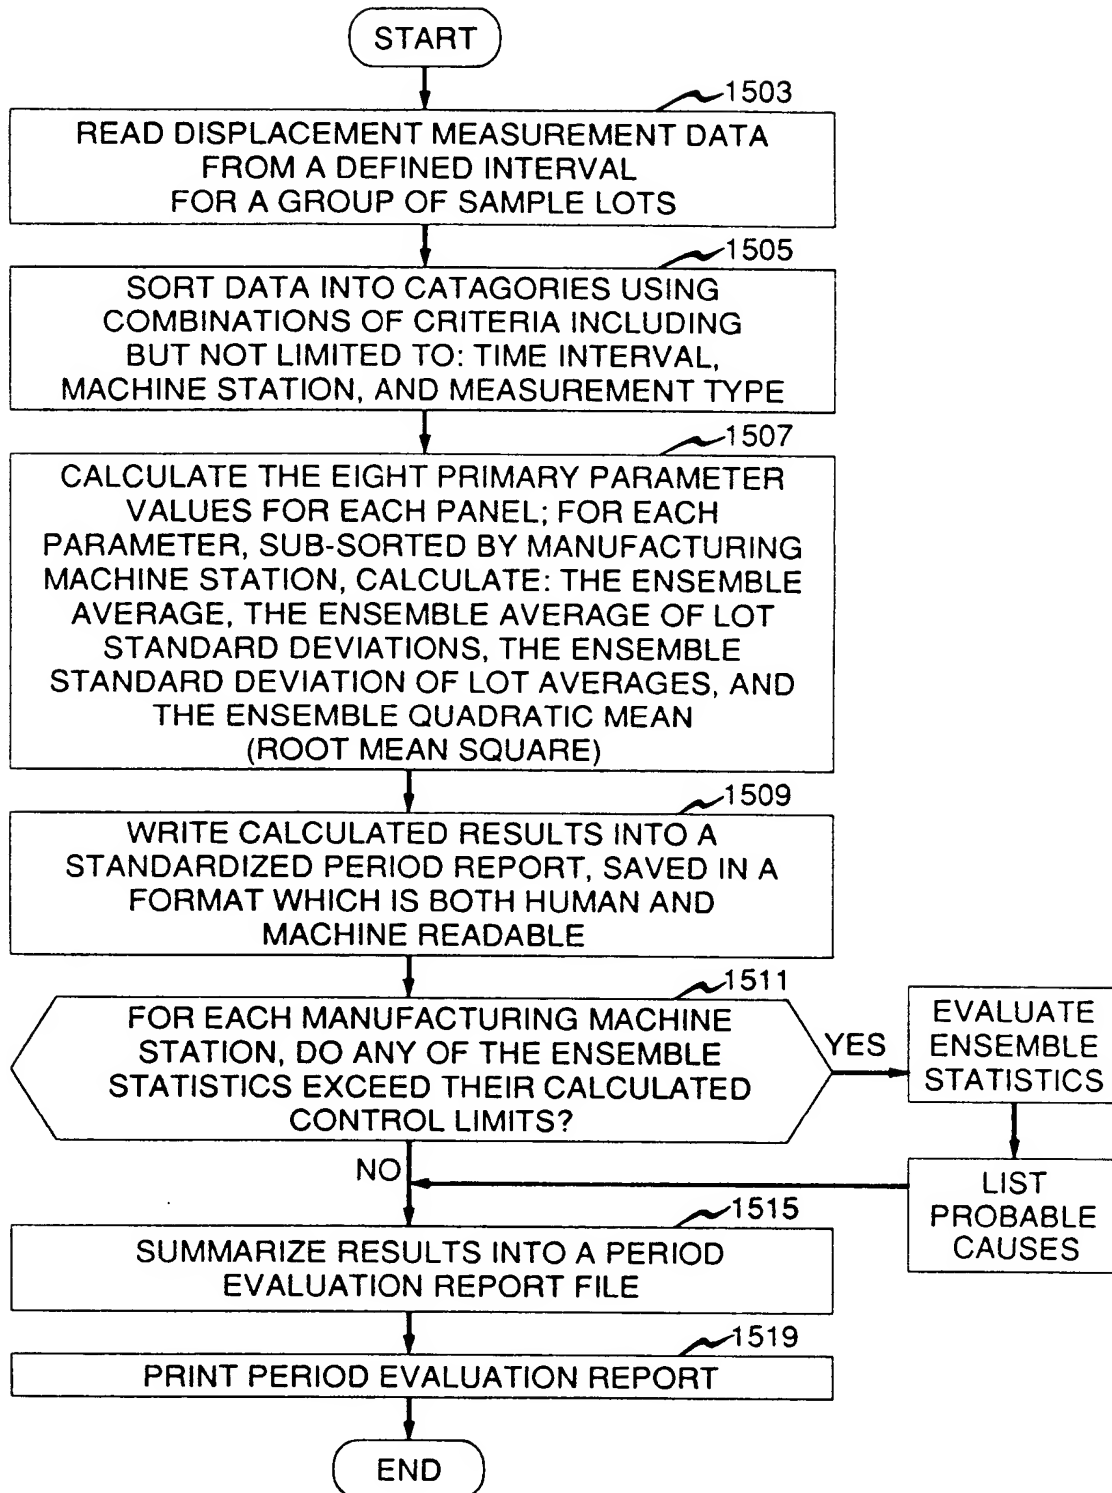 START
1503
READ DISPLACEMENT MEASUREMENT DATA
FROM A DEFINED INTERVAL
FOR A GROUP OF SAMPLE LOTS
1505
SORT DATA INTO CATAGORIES USING
COMBINATIONS OF CRITERIA INCLUDING
BUT NOT LIMITED TO: TIME INTERVAL,
MACHINE STATION, AND MEASUREMENT TYPE
1507
CALCULATE THE EIGHT PRIMARY PARAMETER
VALUES FOR EACH PANEL; FOR EACH
PARAMETER, SUB-SORTED BY MANUFACTURING
MACHINE STATION, CALCULATE: THE ENSEMBLE
AVERAGE, THE ENSEMBLE AVERAGE OF LOT
STANDARD DEVIATIONS, THE ENSEMBLE
STANDARD DEVIATION OF LOT AVERAGES, AND
THE ENSEMBLE QUADRATIC MEAN
(ROOT MEAN SQUARE)
1509
WRITE CALCULATED RESULTS INTO A
STANDARDIZED PERIOD REPORT, SAVED IN A
FORMAT WHICH IS BOTH HUMAN AND
MACHINE READABLE
1511
FOR EACH MANUFACTURING MACHINE
STATION, DO ANY OF THE ENSEMBLE
STATISTICS EXCEED THEIR CALCULATED
CONTROL LIMITS?
YES
EVALUATE
ENSEMBLE
STATISTICS
LIST
PROBABLE
CAUSES
NO
1515
SUMMARIZE RESULTS INTO A PERIOD
EVALUATION REPORT FILE
1519
PRINT PERIOD EVALUATION REPORT
END